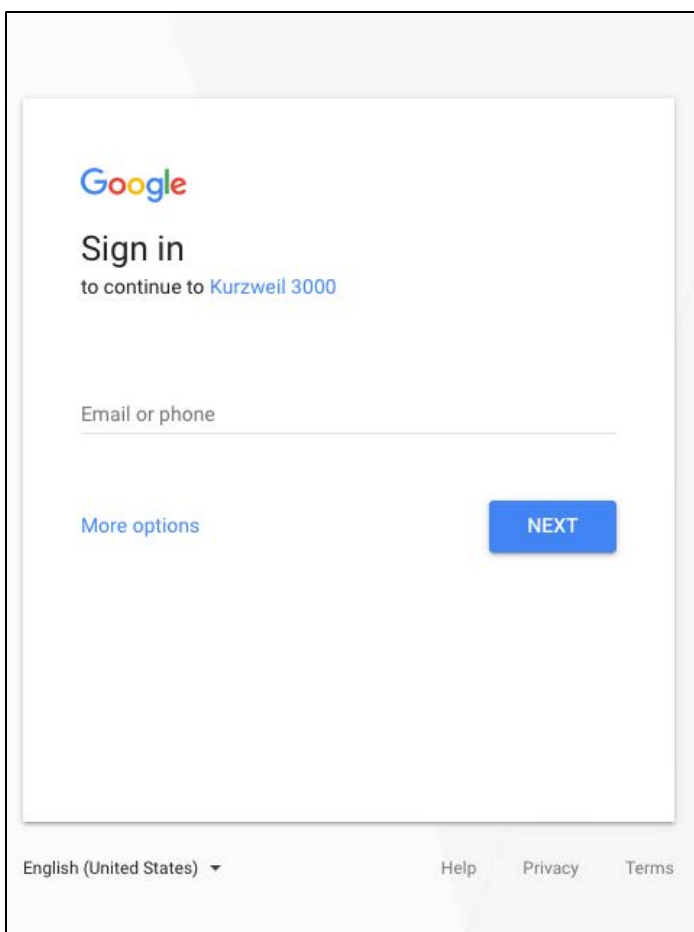 Google
Sign in
to continue to Kurzweil 3000
Email or phone
More options NEXT
English (United States) Help Privacy Terms